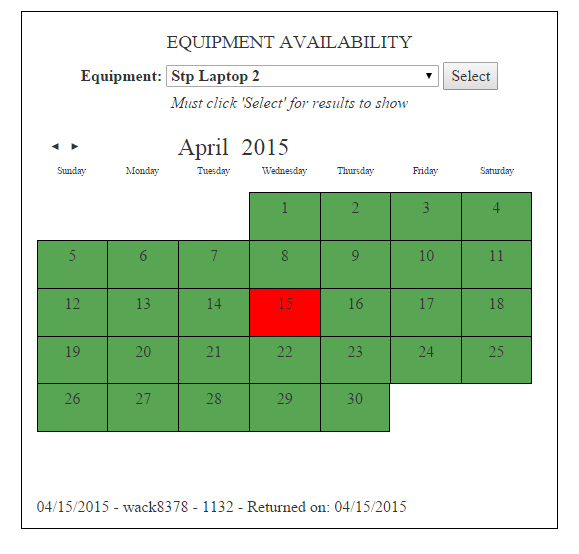 EQUIPMENT AVAILABILITY
Equipment: Stp Laptop 2 ▼ Select
Must click 'Select' for results to show
◄ ► April 2015
Sunday Monday Tuesday Wednesday Thursday Friday Saturday
1 2 3 4
5 6 7 8 9 10 11
12 13 14 15 16 17 18
19 20 21 22 23 24 25
26 27 28 29 30
04/15/2015 - wack8378 - 1132 - Returned on: 04/15/2015